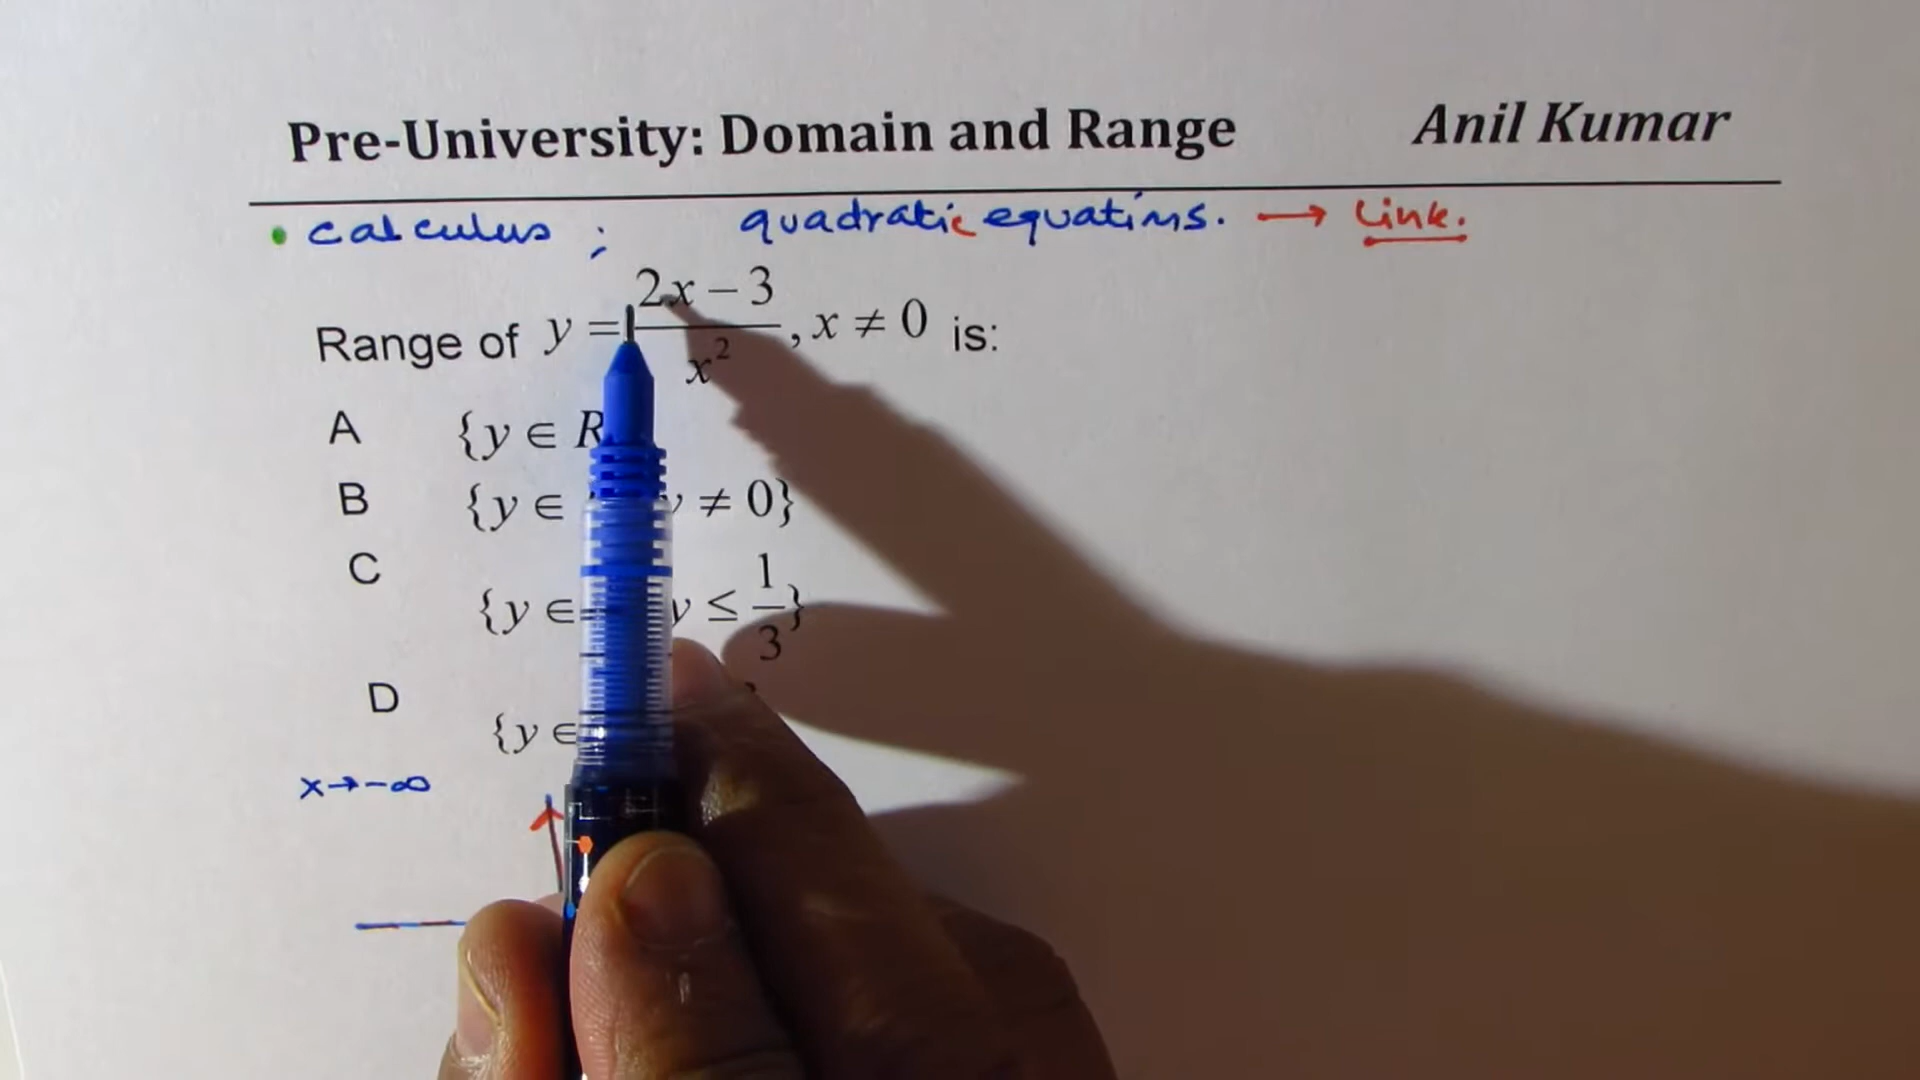 Pre-University: Domain and Range Anil Kumar
• calculus ; quadratic equations. → Link.
Range of y = (2x − 3)/x², x ≠ 0 is:
A {y ∈ R
B {y ∈ y ≠ 0}
C {y ∈ y ≤ 1/3}
D {y ∈
x → −∞